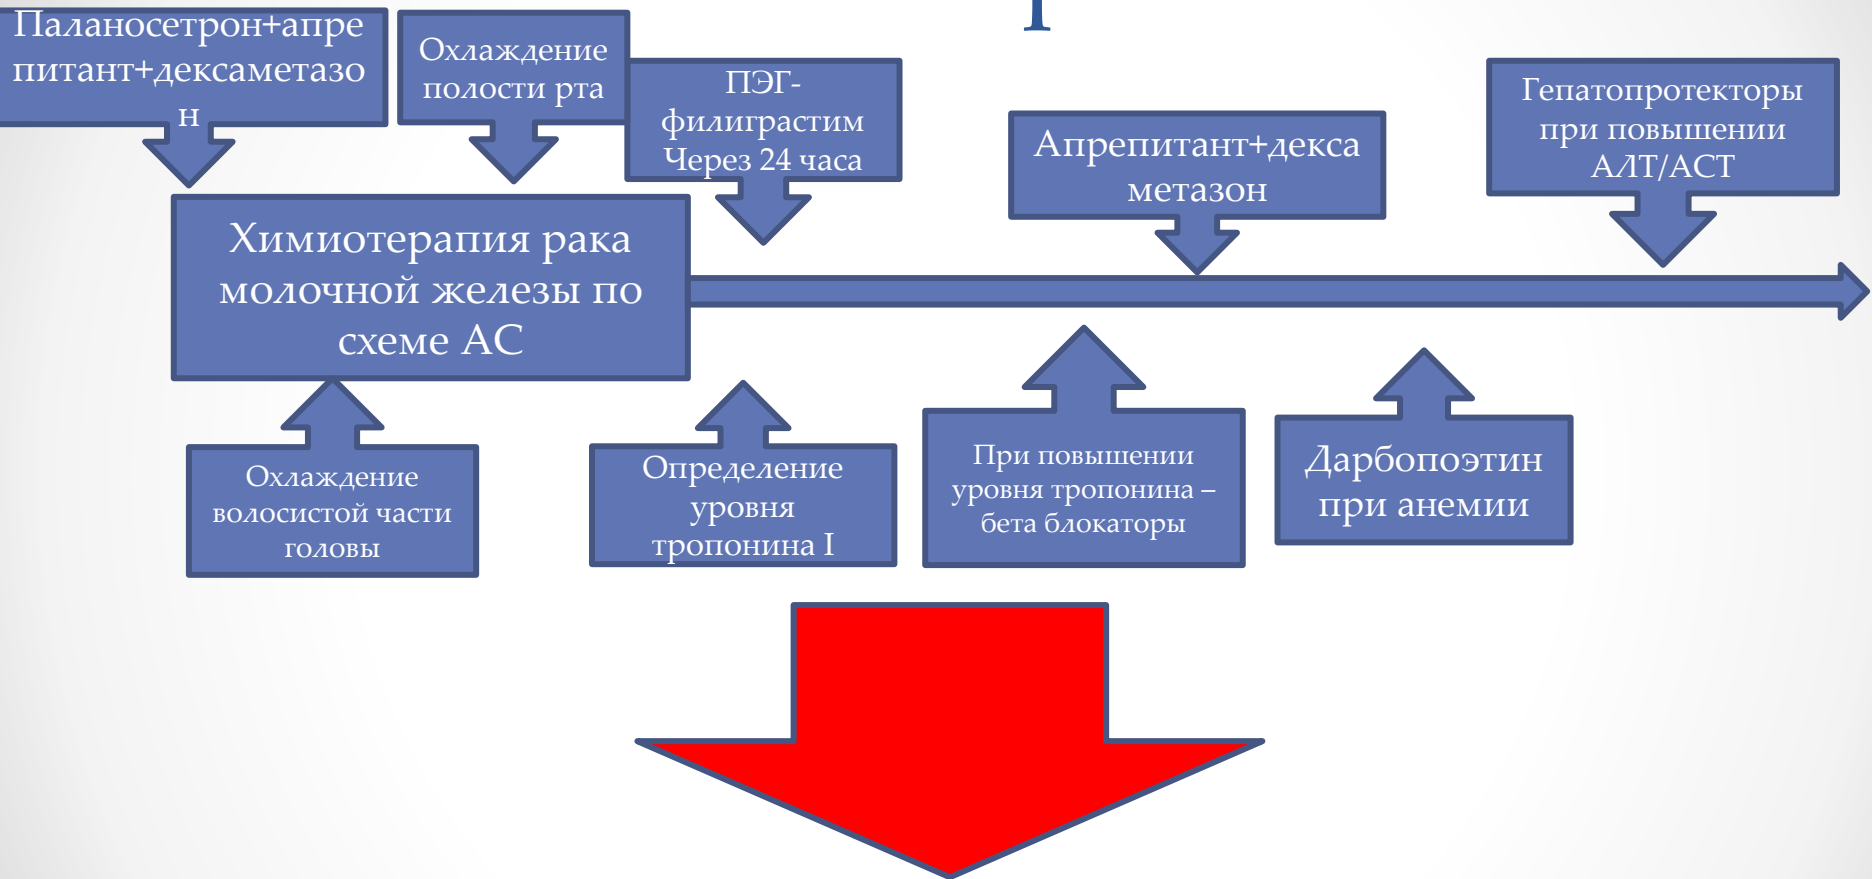 Паланосетрон+апре
питант+дексаметазо
н
Охлаждение
полости рта
ПЭГ-
филиграстим
Через 24 часа
Апрепитант+декса
метазон
Гепатопротекторы
при повышении
АЛТ/АСТ
Химиотерапия рака
молочной железы по
схеме АС
Охлаждение
волосистой части
головы
Определение
уровня
тропонина I
При повышении
уровня тропонина –
бета блокаторы
Дарбопоэтин
при анемии